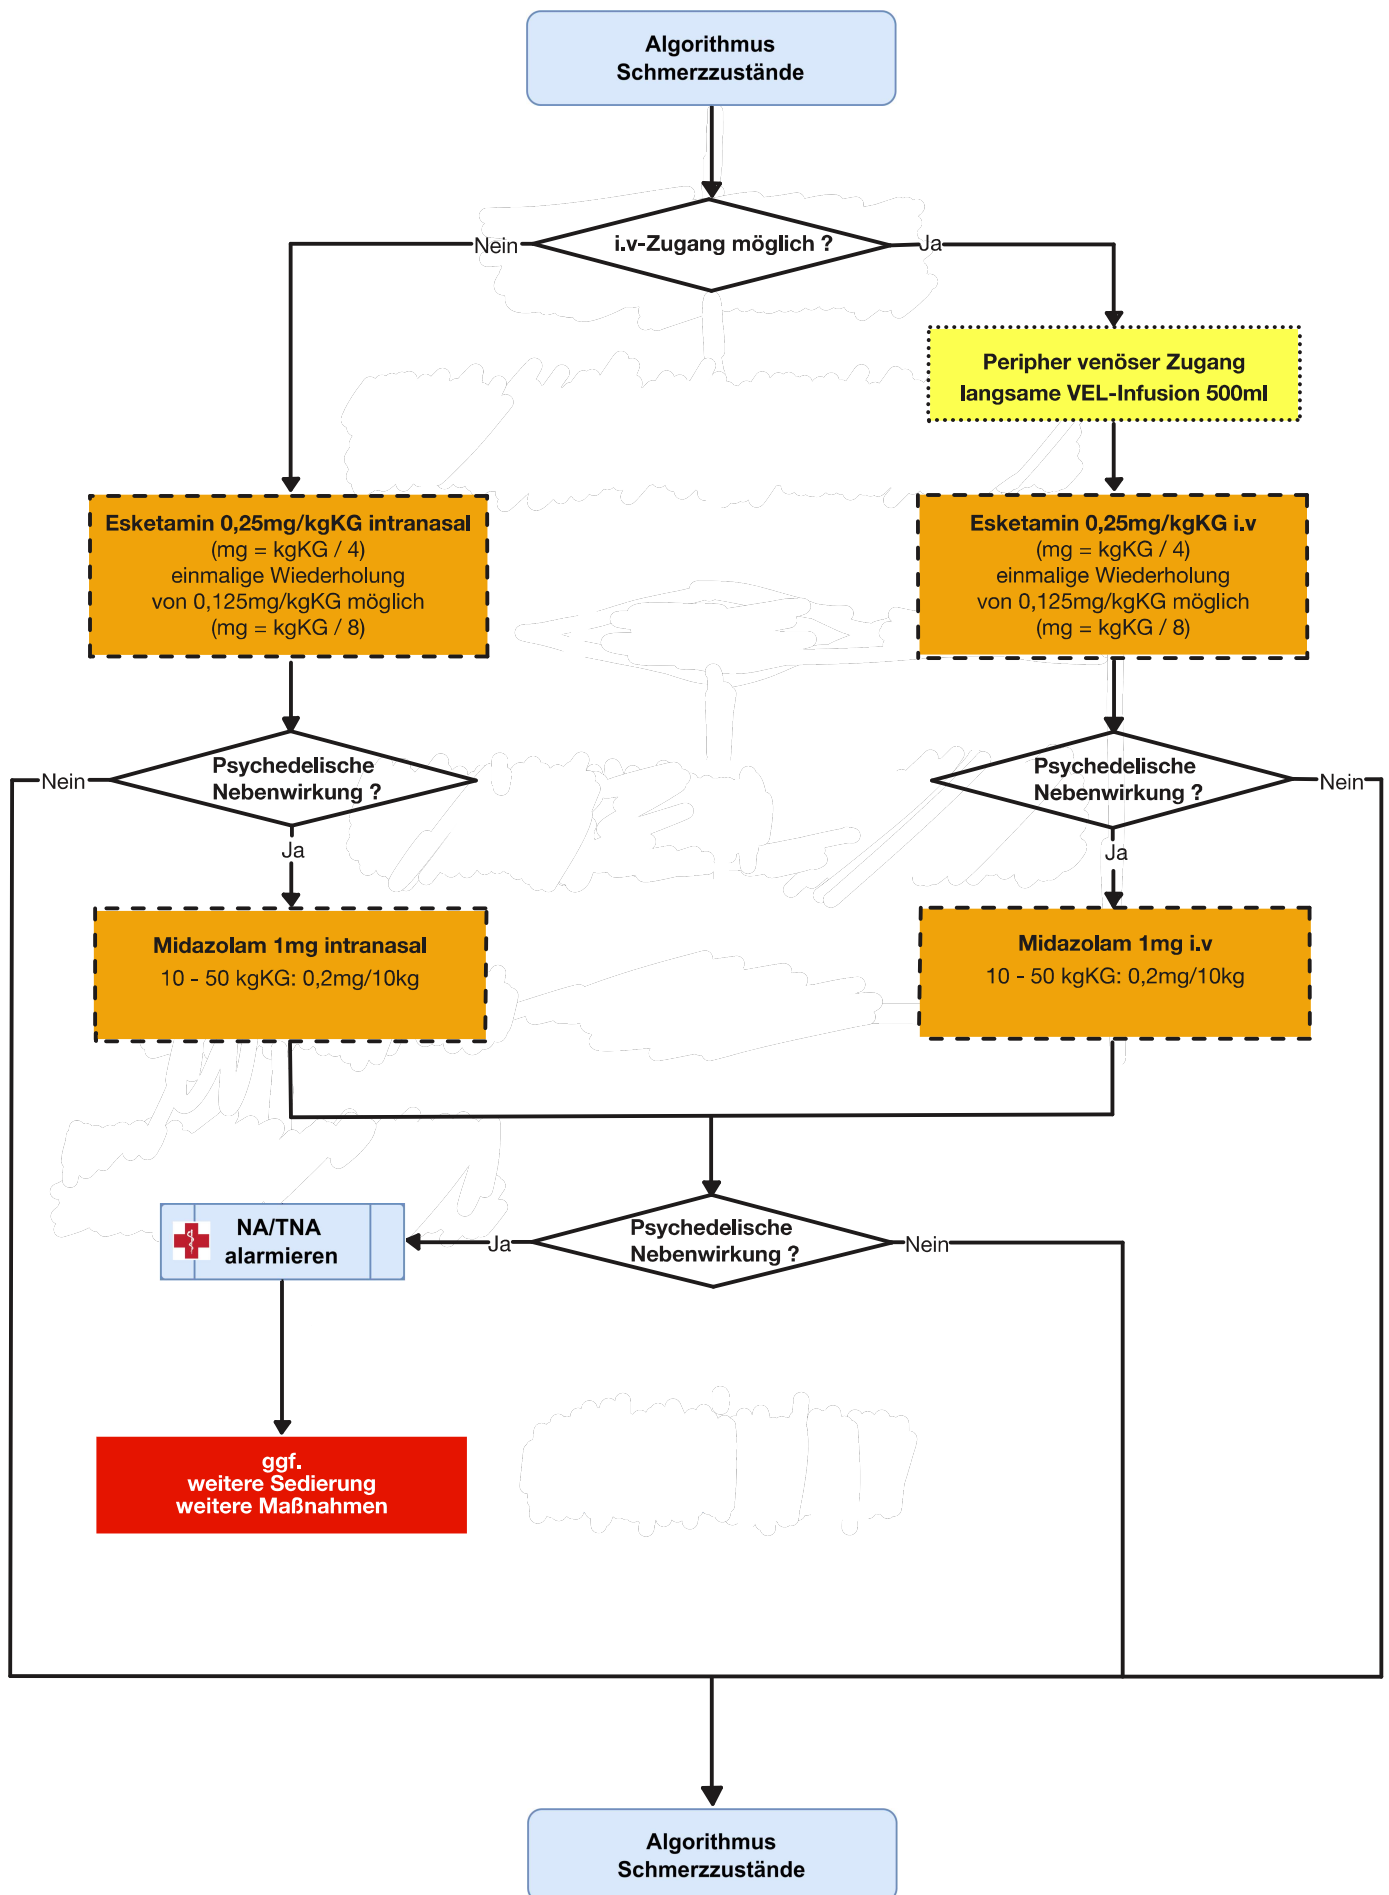 Algorithmus
Schmerzzustände
i.v-Zugang möglich ?
Nein
Ja
Peripher venöser Zugang
langsame VEL-Infusion 500ml
Esketamin 0,25mg/kgKG intranasal
(mg = kgKG / 4)
einmalige Wiederholung
von 0,125mg/kgKG möglich
(mg = kgKG / 8)
Esketamin 0,25mg/kgKG i.v
(mg = kgKG / 4)
einmalige Wiederholung
von 0,125mg/kgKG möglich
(mg = kgKG / 8)
Nein
Psychedelische
Nebenwirkung ?
Ja
Psychedelische
Nebenwirkung ?
Nein
Ja
Midazolam 1mg intranasal
10 - 50 kgKG: 0,2mg/10kg
Midazolam 1mg i.v
10 - 50 kgKG: 0,2mg/10kg
NA/TNA
alarmieren
Ja
Psychedelische
Nebenwirkung ?
Nein
ggf.
weitere Sedierung
weitere Maßnahmen
Algorithmus
Schmerzzustände